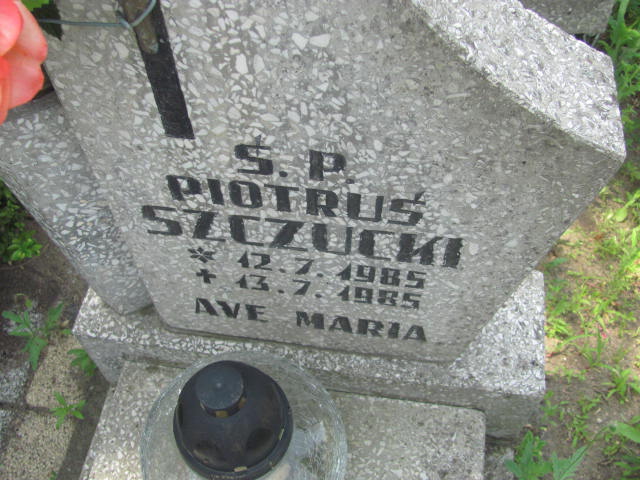 Ś. P.
PIOTRUŚ
SZCZUCKI
* 12.7.1985
+ 13.7.1985
AVE MARIA